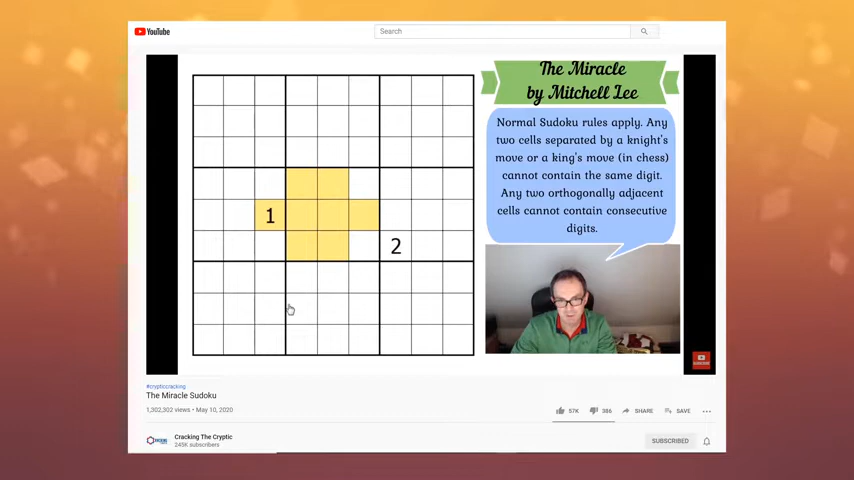 YouTube
Search
The Miracle
by Mitchell Lee
Normal Sudoku rules apply. Any
two cells separated by a knight's
move or a king's move (in chess)
cannot contain the same digit.
Any two orthogonally adjacent
cells cannot contain consecutive
digits.
1
2
#crypticcracking
The Miracle Sudoku
1,302,302 views • May 10, 2020
57K
386
SHARE
SAVE
Cracking The Cryptic
245K subscribers
SUBSCRIBED